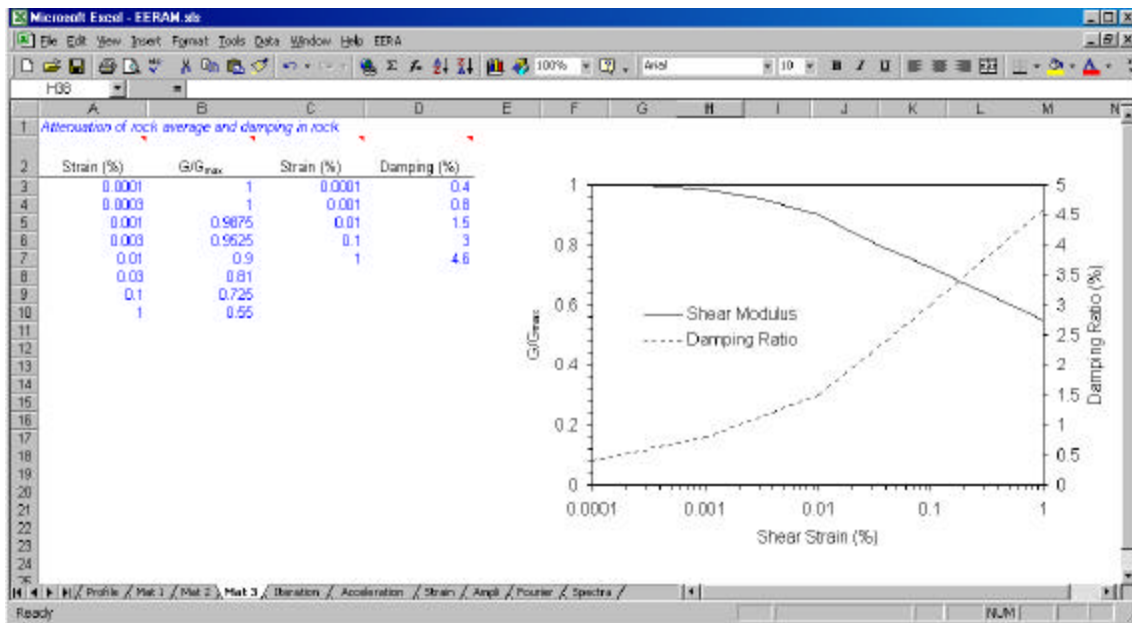 Microsoft Excel - EERAM.xls
File Edit View Insert Format Tools Data Window Help EERA
100% Arial 10 B I U
H38 =
A B C D E F G H I J K L M N
1 Attenuation of rock average and damping in rock
2 Strain (%) G/Gmax Strain (%) Damping (%)
3 0.0001 1 0.0001 0.4
4 0.0003 1 0.001 0.8
5 0.001 0.9875 0.01 1.5
6 0.003 0.9525 0.1 3
7 0.01 0.9 1 4.6
8 0.03 0.81
9 0.1 0.725
10 1 0.55
11
12
13
14
15
16
17
18
19
20
21
22
23
24
25
G/Gmax
1
0.8
0.6
0.4
0.2
0
Shear Modulus
Damping Ratio
5
4.5
4
3.5
3
2.5
2
1.5
1
0.5
0
Damping Ratio (%)
0.0001 0.001 0.01 0.1 1
Shear Strain (%)
Profile / Mat 1 / Mat 2 / Mat 3 / Iteration / Acceleration / Strain / Ampli / Fourier / Spectra /
Ready NUM